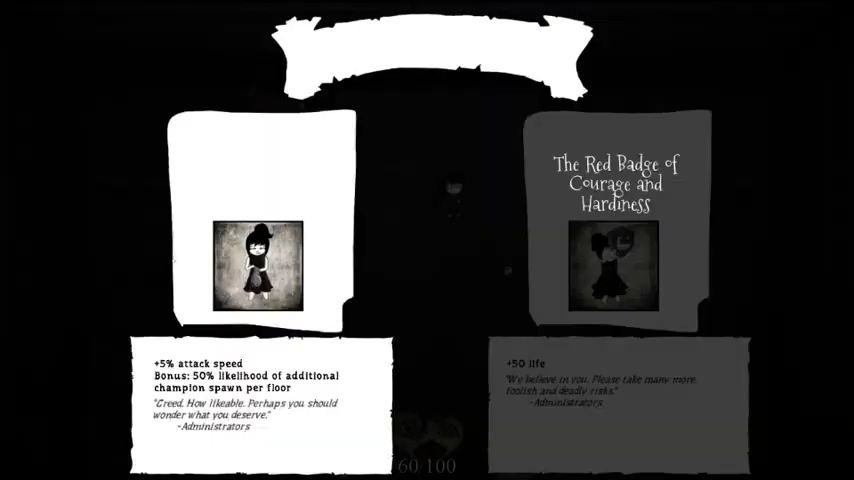 The Red Badge of
Courage and
Hardiness
+5% attack speed
Bonus: 50% likelihood of additional
champion spawn per floor
"Greed. How likeable. Perhaps you should
wonder what you deserve."
-Administrators
+50 life
"We believe in you. Please take many more,
foolish and deadly risks."
-Administrators
60/100